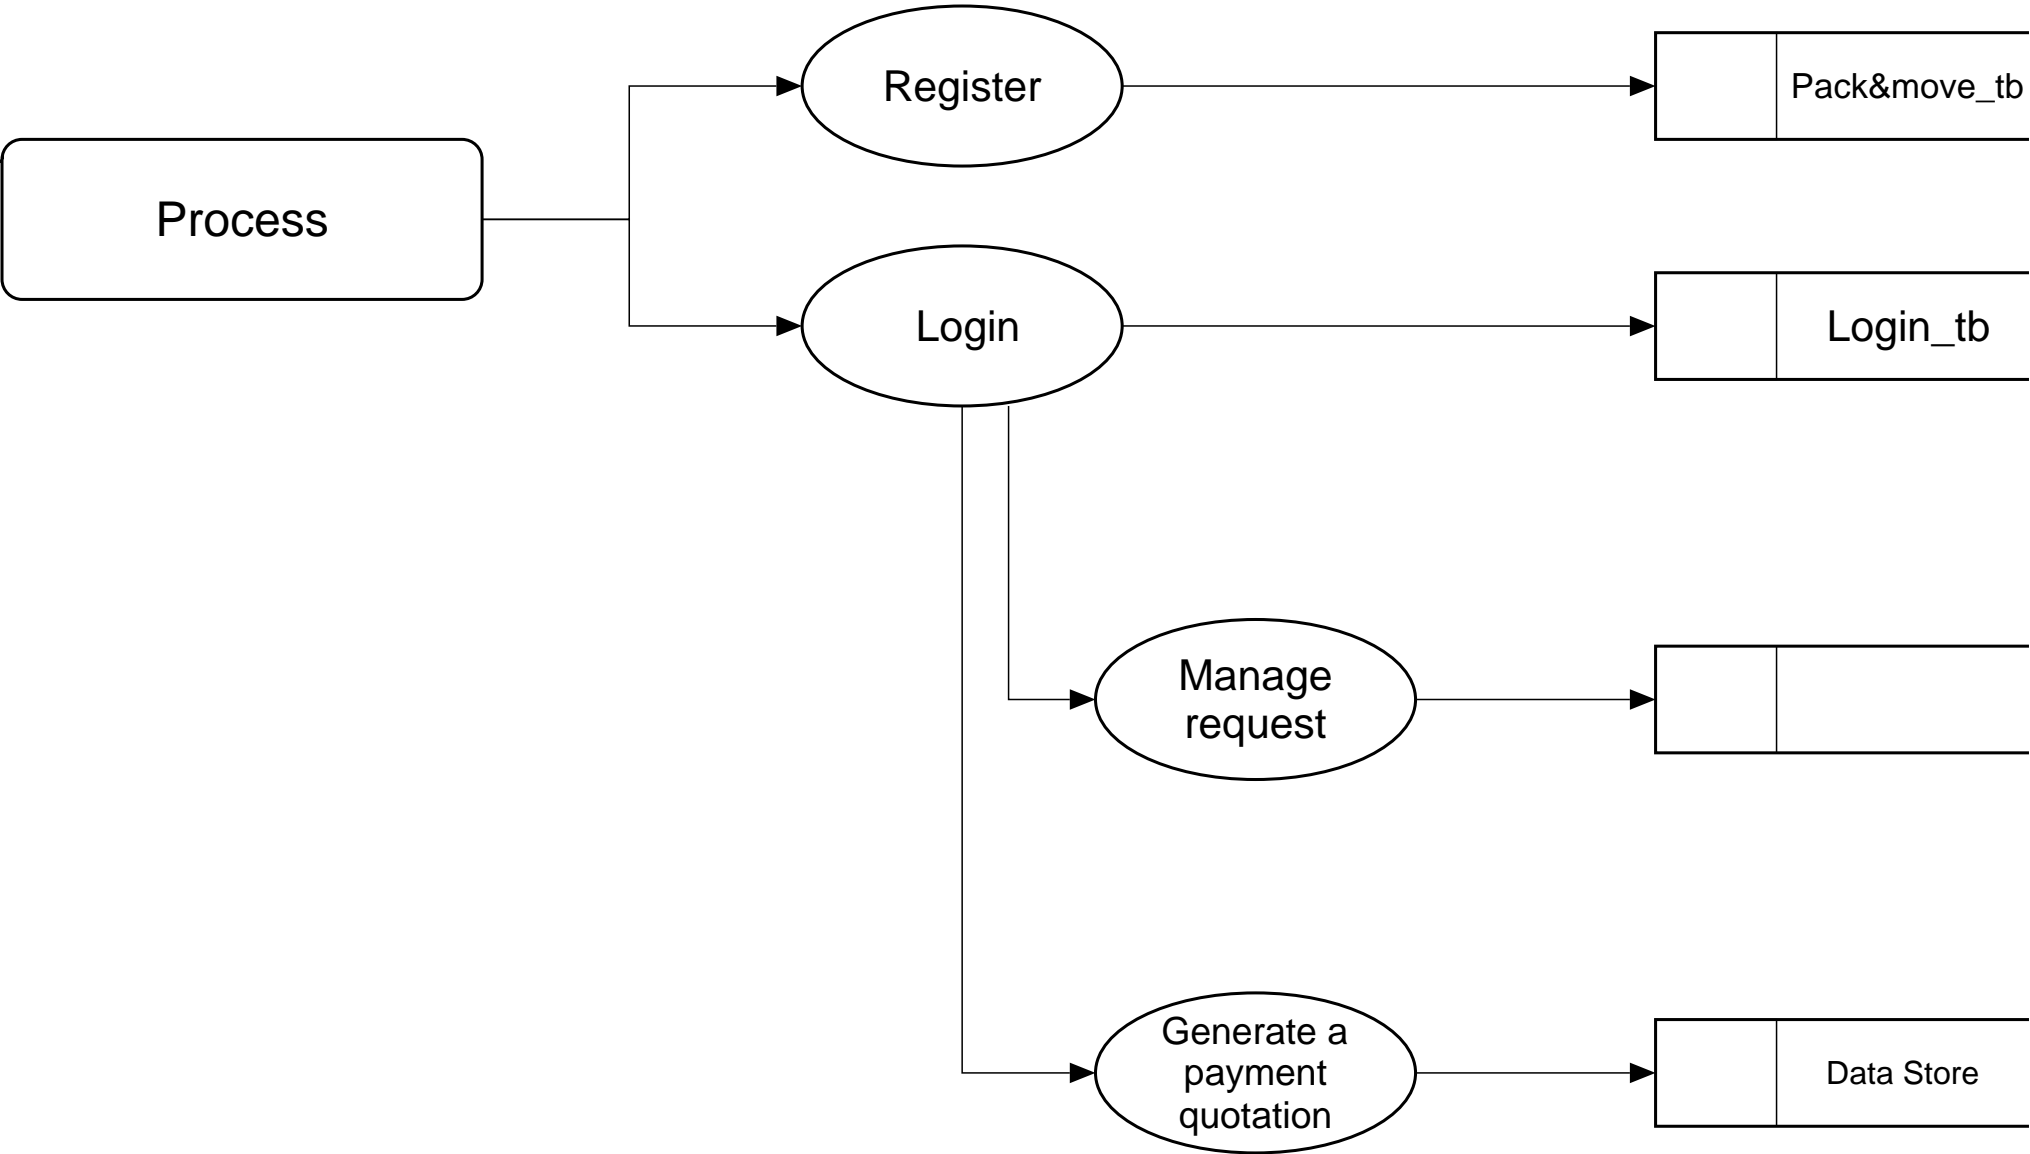 Register
Pack&move_tb
Process
Login
Login_tb
Manage
request
Generate a
payment
quotation
Data Store